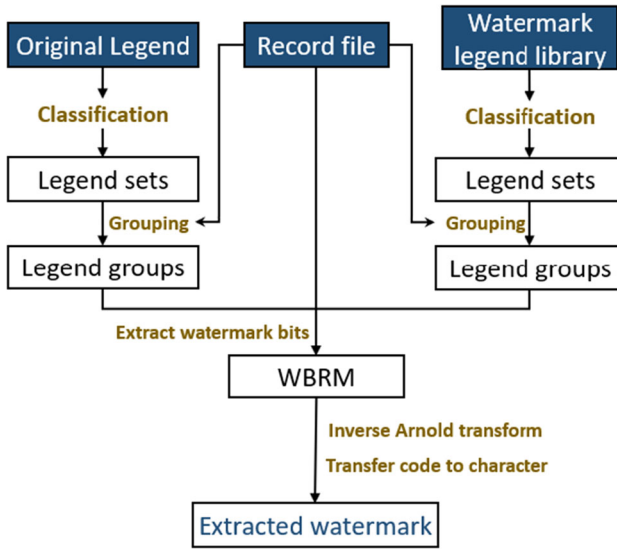 Original Legend
Record file
Watermark
legend library
Classification
Classification
Legend sets
Legend sets
Grouping
Grouping
Legend groups
Legend groups
Extract watermark bits
WBRM
Inverse Arnold transform
Transfer code to character
Extracted watermark